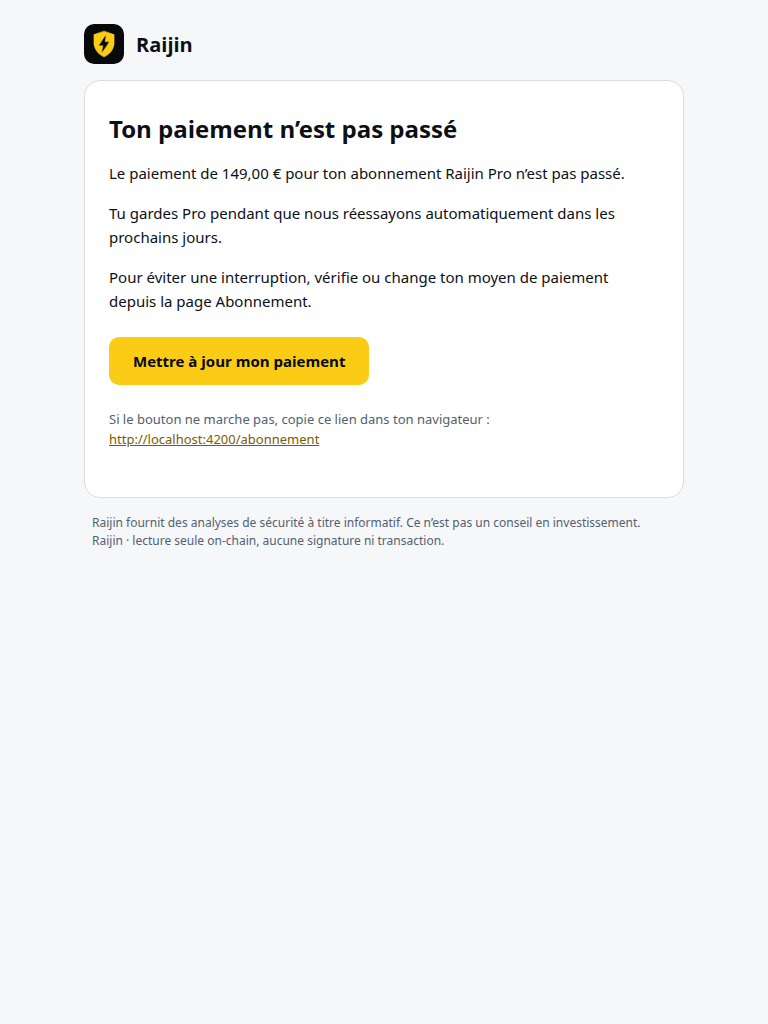 Raijin
Ton paiement n’est pas passé
Le paiement de 149,00 € pour ton abonnement Raijin Pro n’est pas passé.
Tu gardes Pro pendant que nous réessayons automatiquement dans les
prochains jours.
Pour éviter une interruption, vérifie ou change ton moyen de paiement
depuis la page Abonnement.
Mettre à jour mon paiement
Si le bouton ne marche pas, copie ce lien dans ton navigateur :
http://localhost:4200/abonnement
Raijin fournit des analyses de sécurité à titre informatif. Ce n’est pas un conseil en investissement.
Raijin · lecture seule on-chain, aucune signature ni transaction.